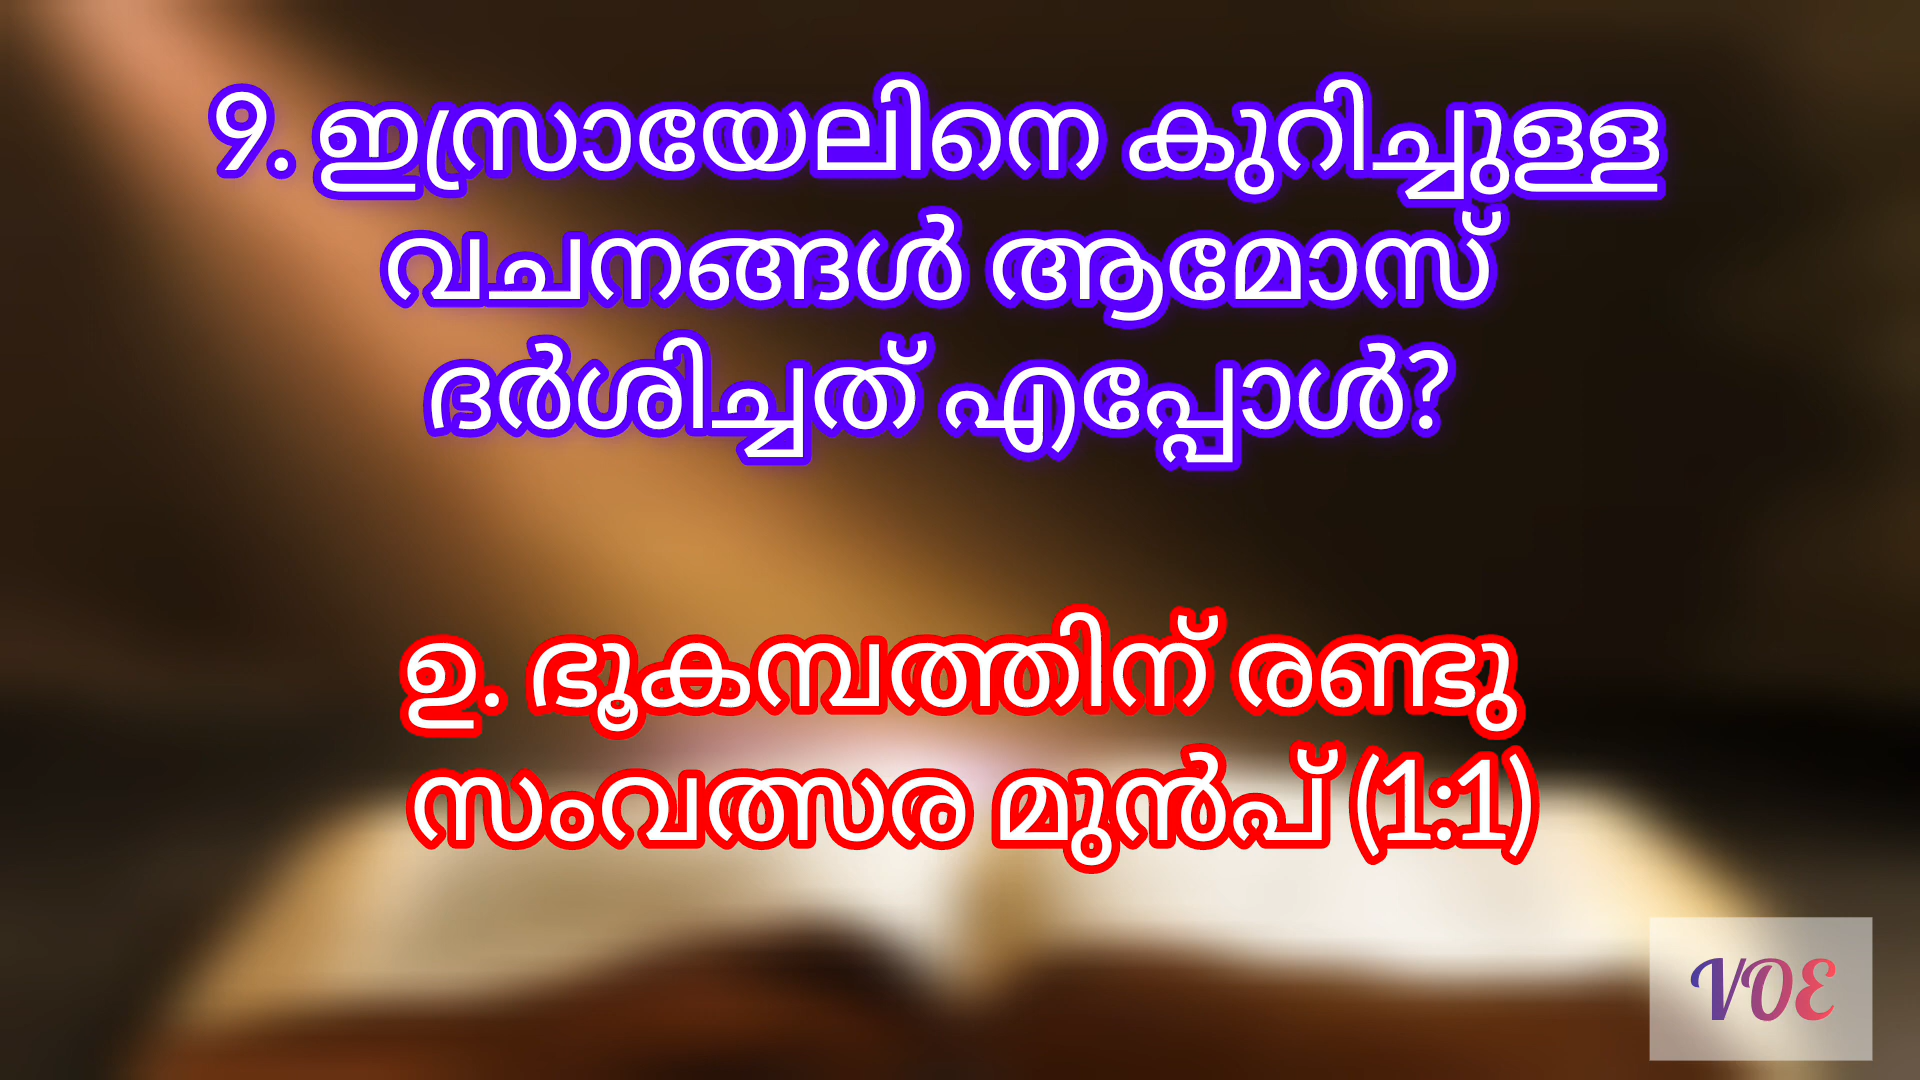 9. ഇസ്രായേലിനെ കുറിച്ചുള്ള
വചനങ്ങൾ ആമോസ്
ദർശിച്ചത് എപ്പോൾ?
ഉ. ഭൂകമ്പത്തിന് രണ്ടു
സംവത്സര മുൻപ് (1:1)
VOE